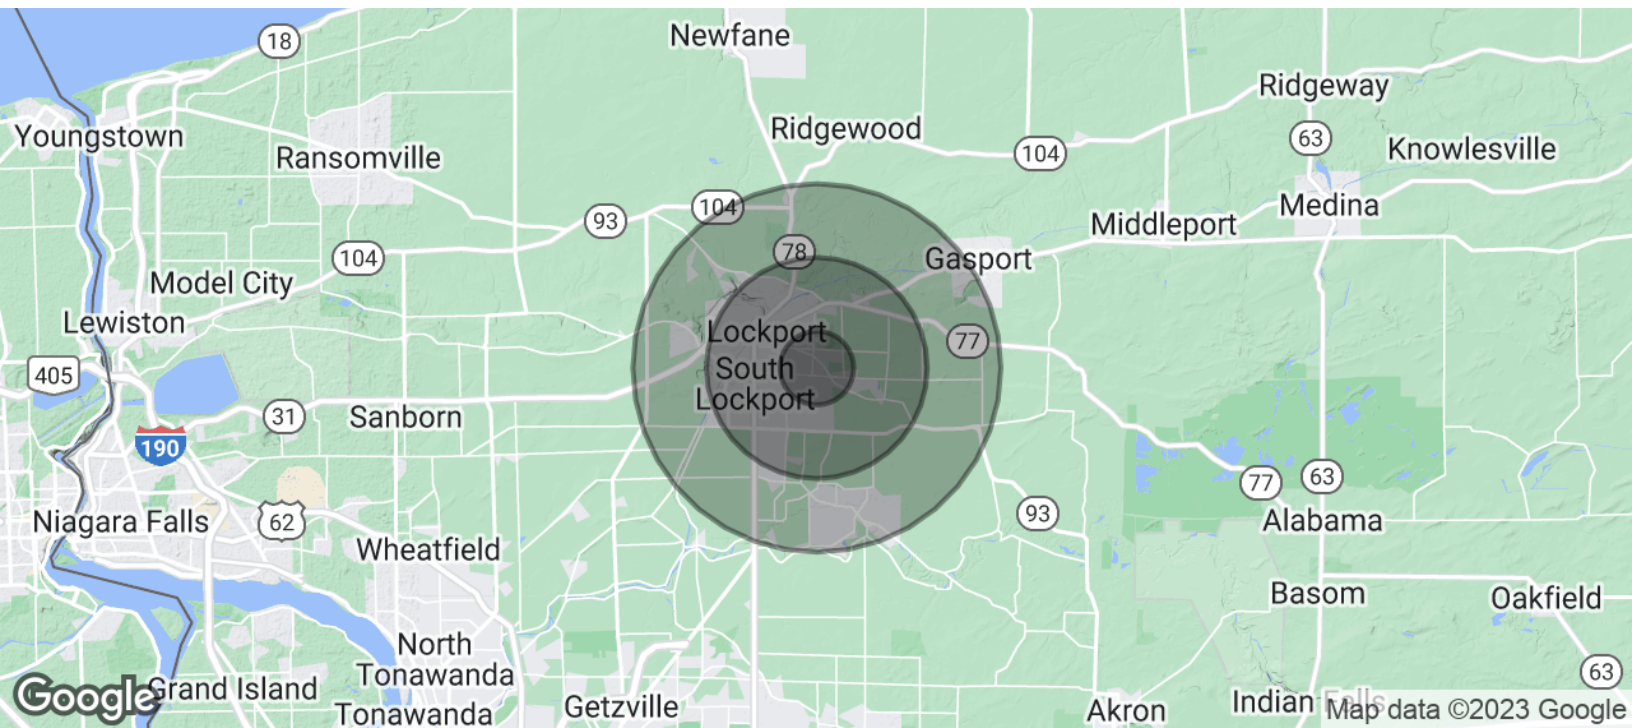 18
Newfane
Ridgeway
Youngstown
Ridgewood
63
Ransomville
104
Knowlesville
104
Medina
93
Middleport
78
104
Gasport
Model City
Lewiston
Lockport
77
405
South
Lockport
31
Sanborn
190
77
63
Niagara Falls
62
93
Alabama
Wheatfield
Basom
Oakfield
North
Tonawanda
63
Google
Grand Island
Getzville
Indian Falls
Akron
Tonawanda
Map data ©2023 Google